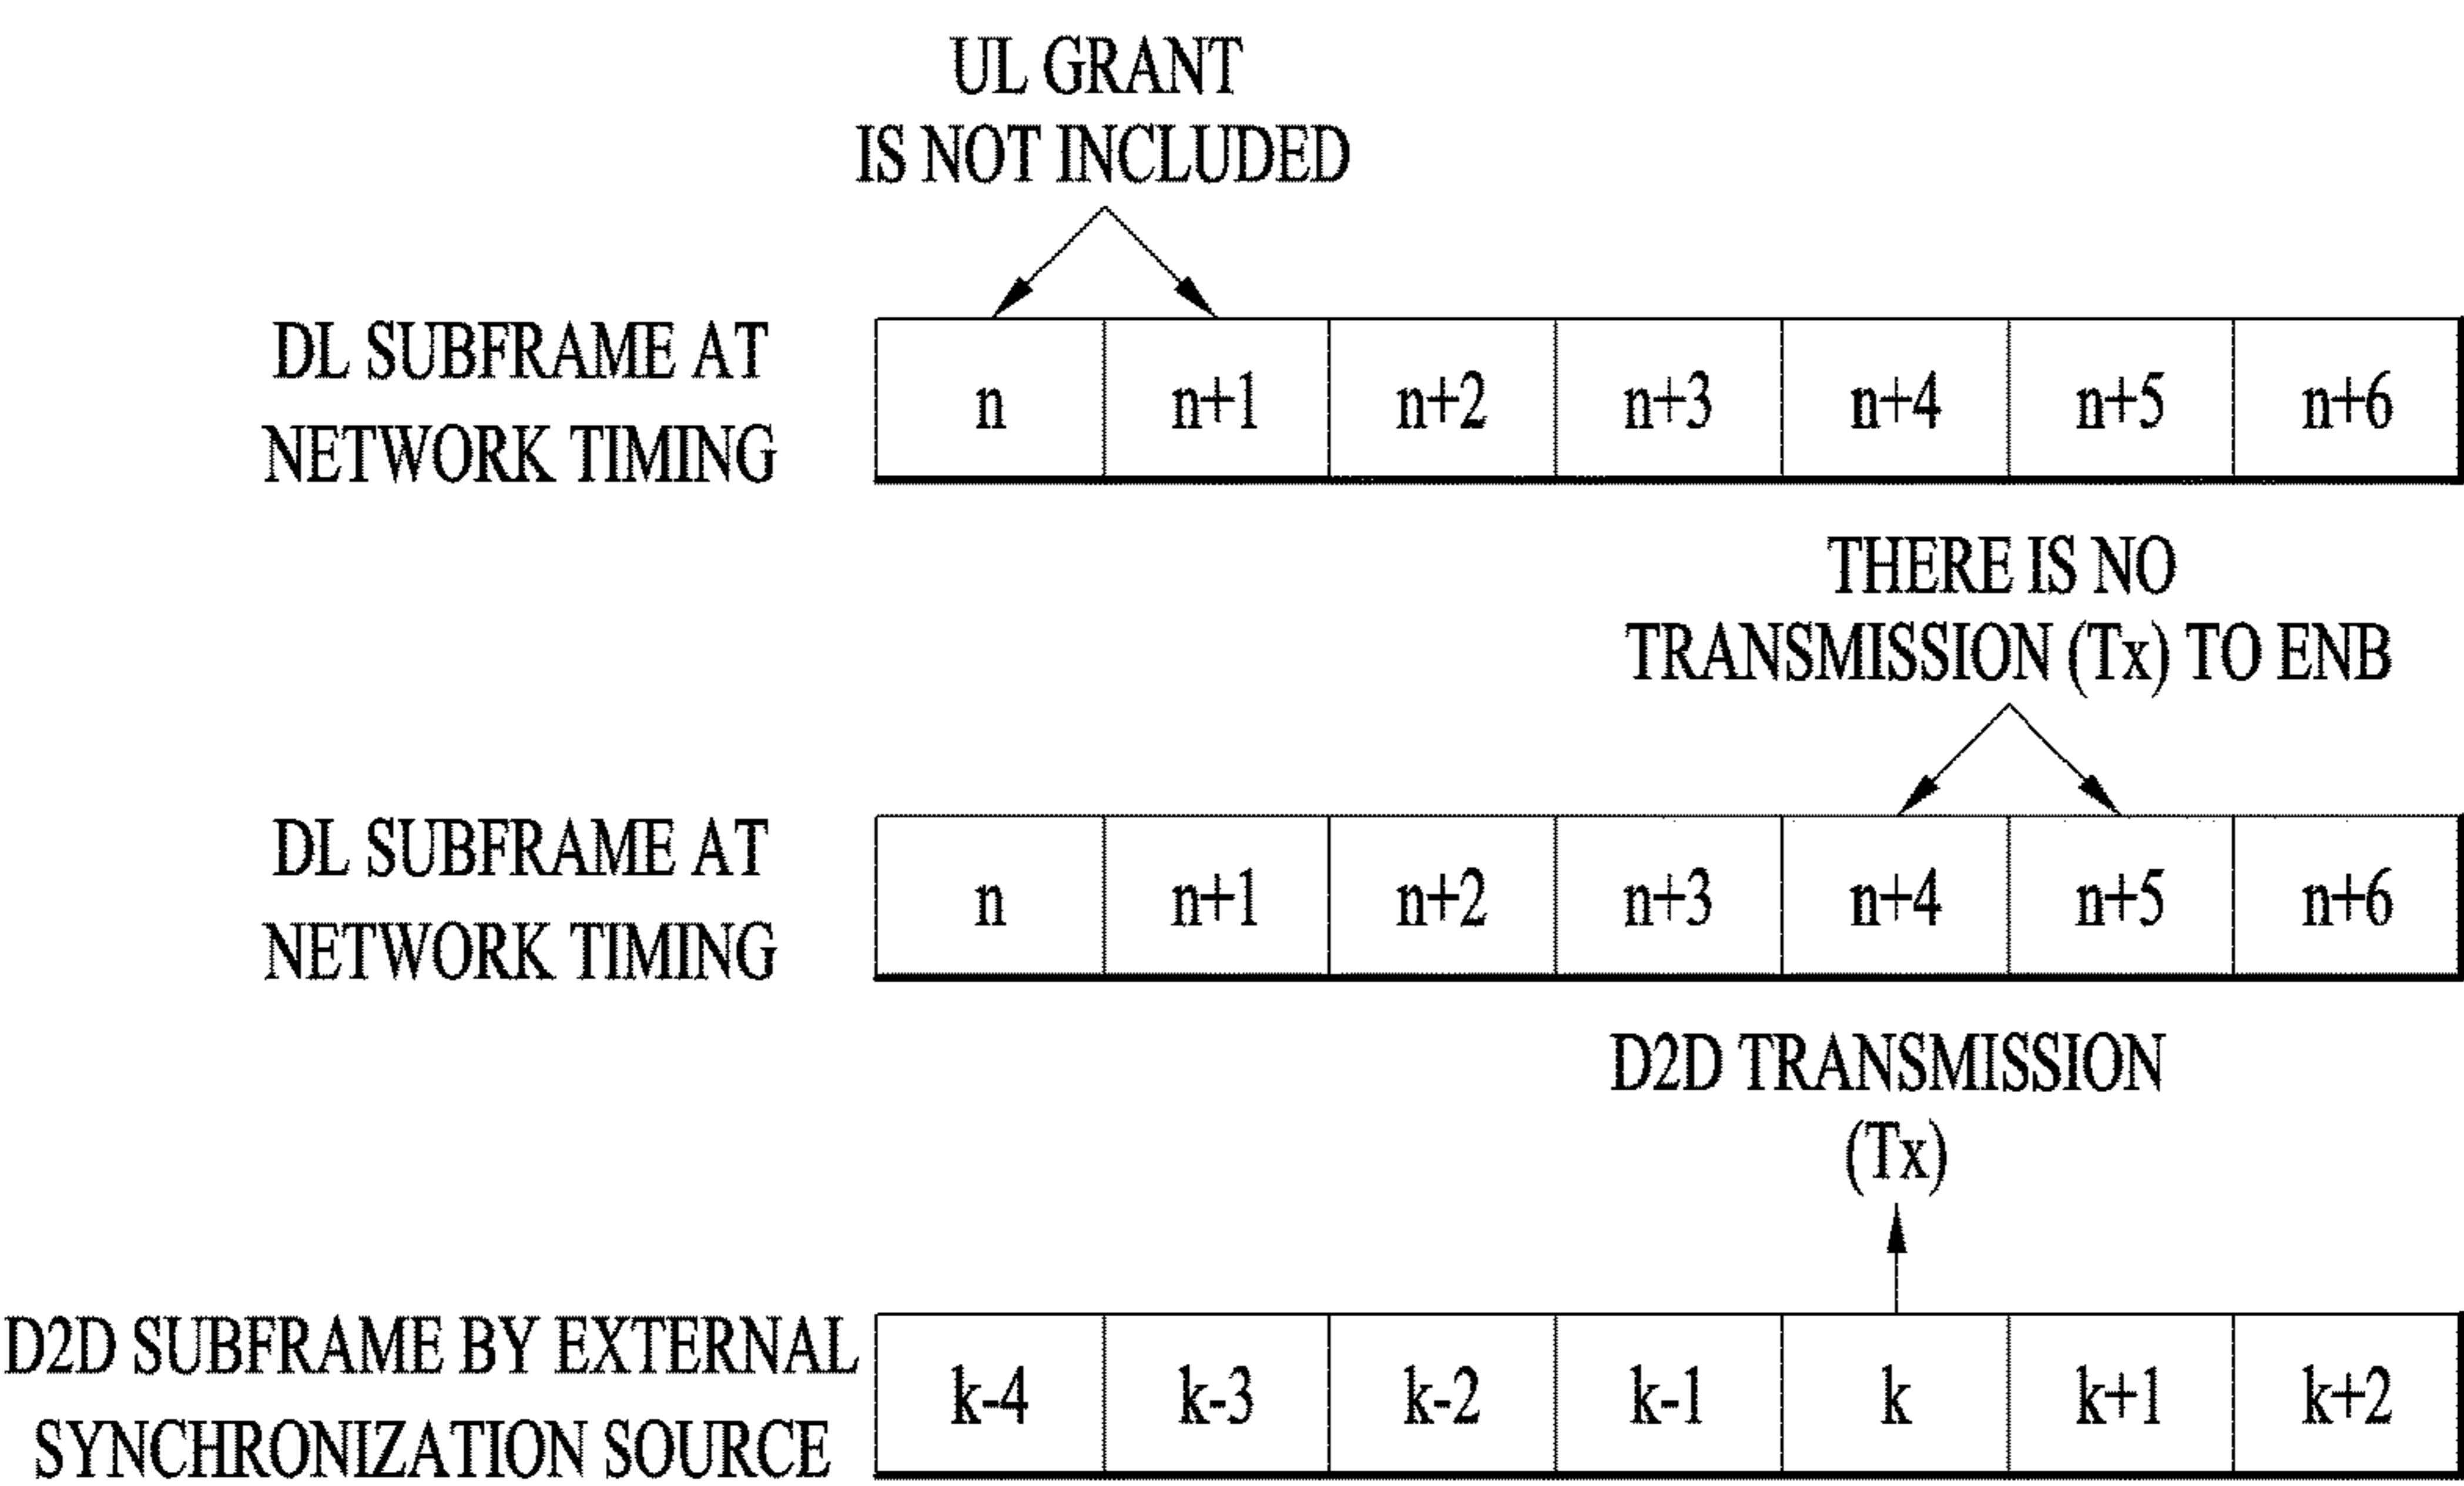 UL GRANT
IS NOT INCLUDED
DL SUBFRAME AT
NETWORK TIMING
n n+1 n+2 n+3 n+4 n+5 n+6
THERE IS NO
TRANSMISSION (Tx) TO ENB
DL SUBFRAME AT
NETWORK TIMING
n n+1 n+2 n+3 n+4 n+5 n+6
D2D TRANSMISSION
(Tx)
D2D SUBFRAME BY EXTERNAL
SYNCHRONIZATION SOURCE
k-4 k-3 k-2 k-1 k k+1 k+2